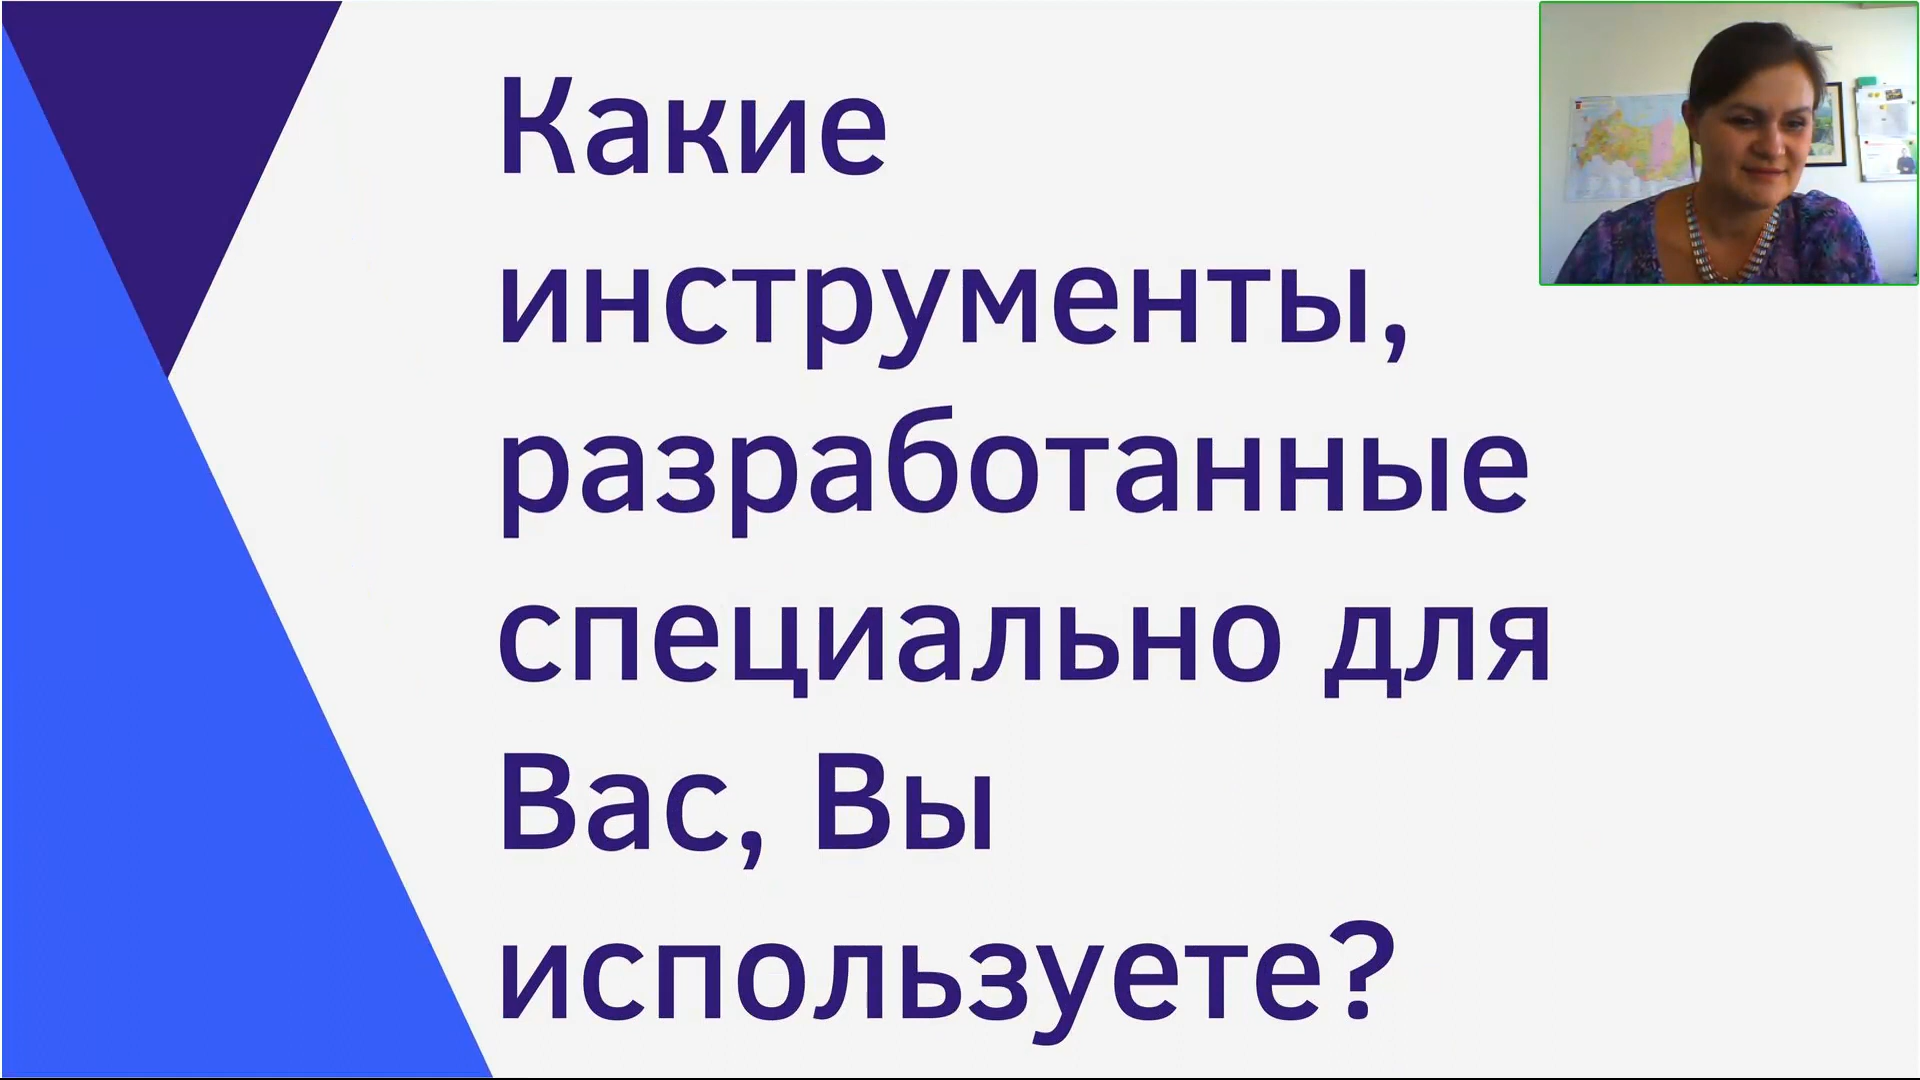 Какие
инструменты,
разработанные
специально для
Вас, Вы
используете?